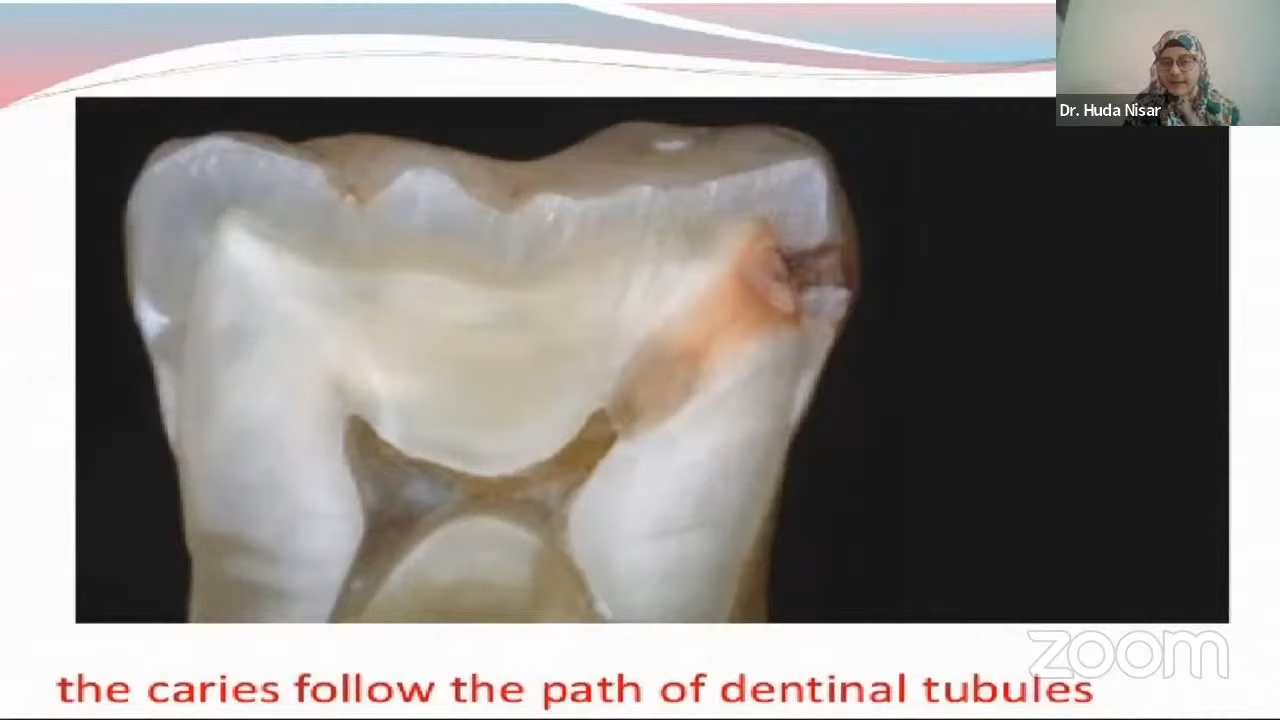 Dr. Huda Nisar
zoom
the caries follow the path of dentinal tubules